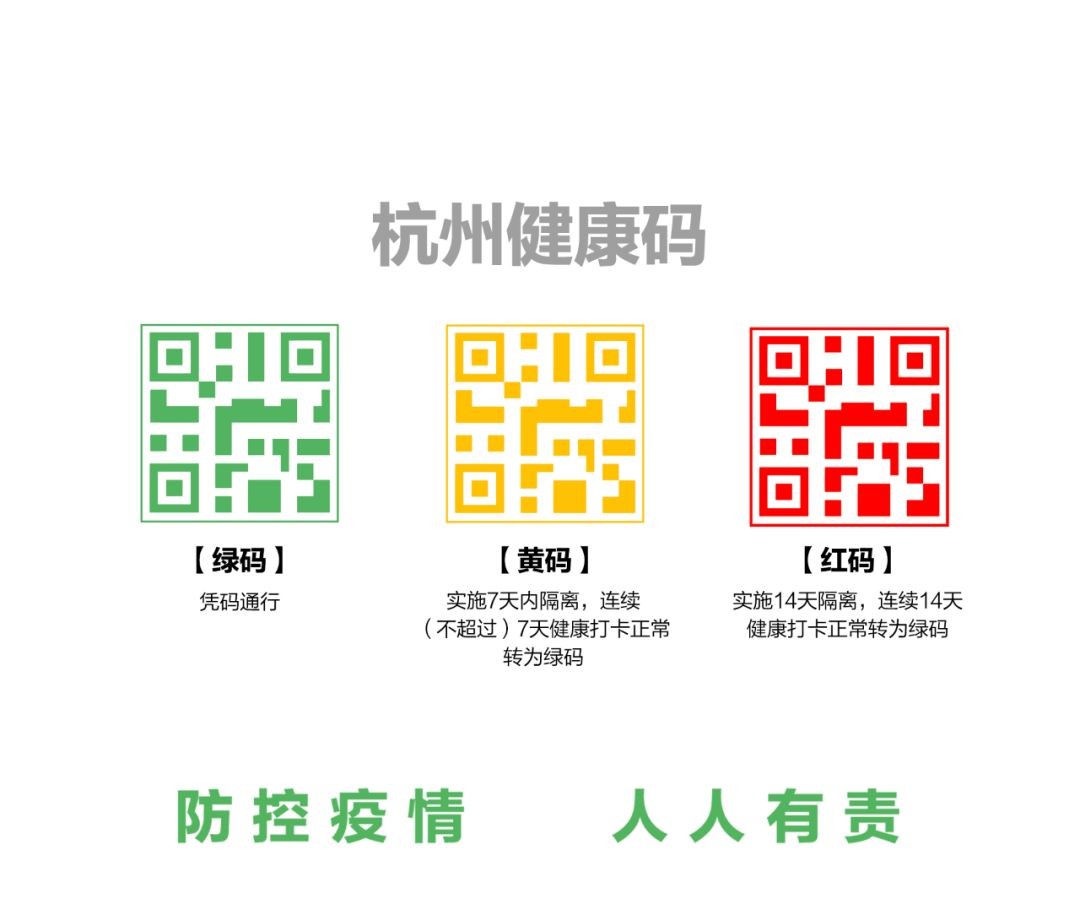 杭州健康码
【绿码】
凭码通行
【黄码】
实施7天内隔离，连续
（不超过）7天健康打卡正常
转为绿码
【红码】
实施14天隔离，连续14天
健康打卡正常转为绿码
防控疫情 人人有责